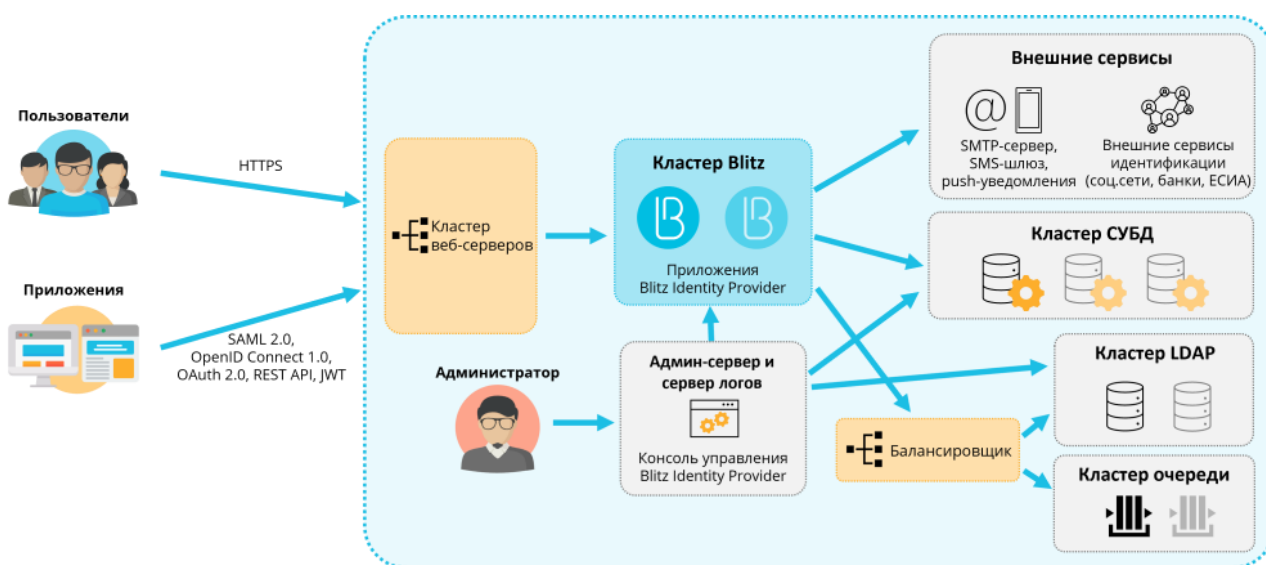 Пользователи
HTTPS
Приложения
SAML 2.0,
OpenID Connect 1.0,
OAuth 2.0, REST API, JWT
Кластер
веб-серверов
Администратор
Кластер Blitz
Приложения
Blitz Identity Provider
Админ-сервер и
сервер логов
Консоль управления
Blitz Identity Provider
Балансировщик
Внешние сервисы
@
SMTP-сервер,
SMS-шлюз,
push-уведомления
Внешние сервисы
идентификации
(соц.сети, банки, ЕСИА)
Кластер СУБД
Кластер LDAP
Кластер очереди